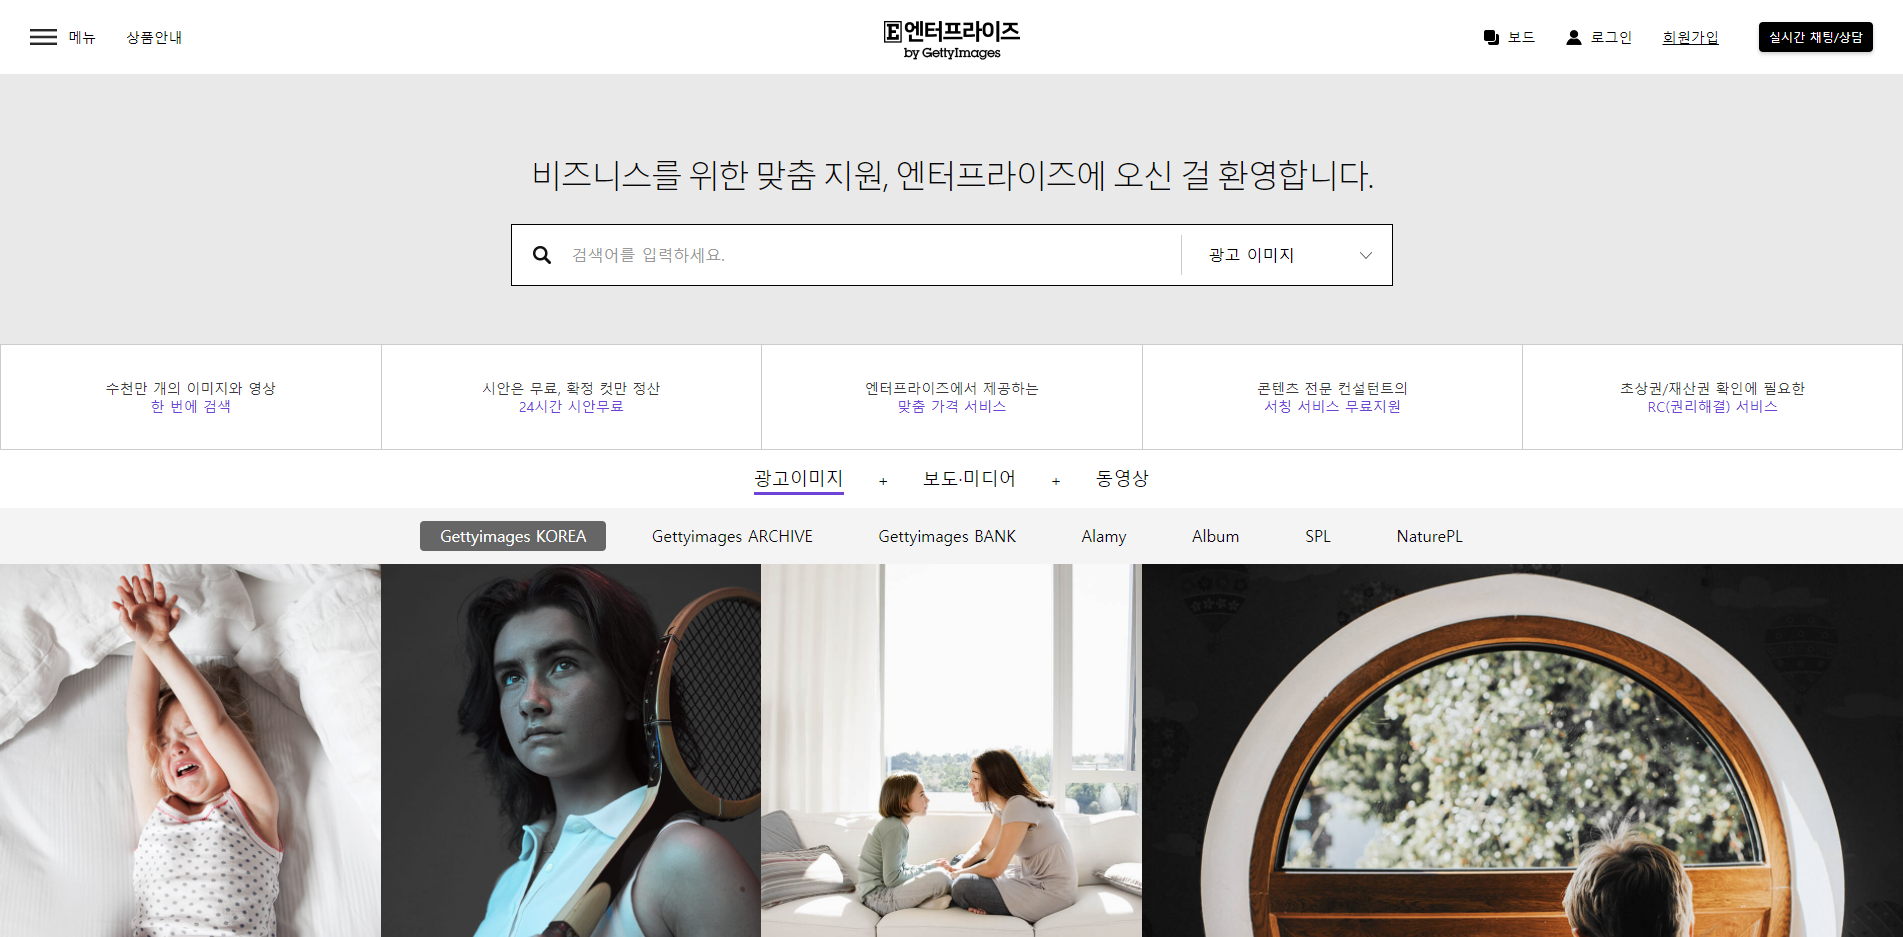 메뉴
상품안내
E 엔터프라이즈
by GettyImages
보드
로그인
회원가입
실시간 채팅/상담
비즈니스를 위한 맞춤 지원, 엔터프라이즈에 오신 걸 환영합니다.
검색어를 입력하세요.
광고 이미지
수천만 개의 이미지와 영상
한 번에 검색
시안은 무료, 확정 컷만 정산
24시간 시안무료
엔터프라이즈에서 제공하는
맞춤 가격 서비스
콘텐츠 전문 컨설턴트의
서칭 서비스 무료지원
초상권/재산권 확인에 필요한
RC(권리해결) 서비스
광고이미지 + 보도·미디어 + 동영상
Gettyimages KOREA
Gettyimages ARCHIVE
Gettyimages BANK
Alamy
Album
SPL
NaturePL